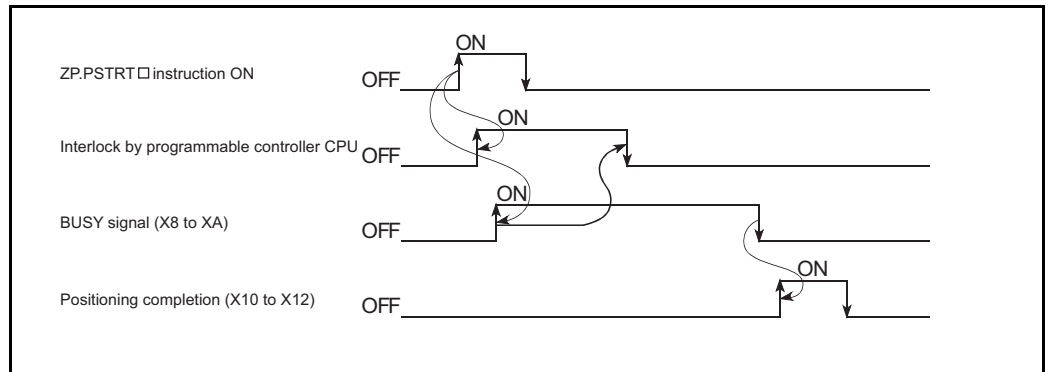 ON
ZP.PSTRT□ instruction ON
OFF
ON
Interlock by programmable controller CPU
OFF
ON
BUSY signal (X8 to XA)
OFF
ON
Positioning completion (X10 to X12)
OFF